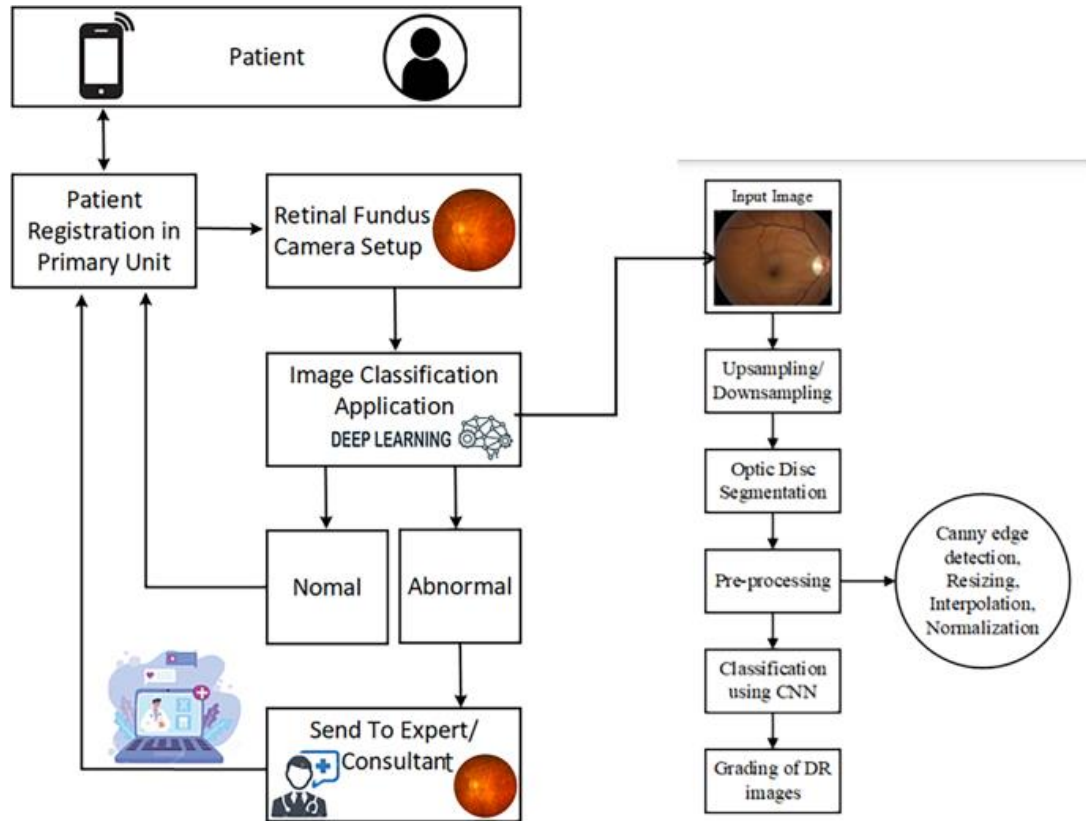 Patient
Patient
Registration in
Primary Unit
Retinal Fundus
Camera Setup
Image Classification
Application
DEEP LEARNING
Nomal
Abnormal
Send To Expert/
Consultant
Input Image
Upsampling/
Downsampling
Optic Disc
Segmentation
Pre-processing
Canny edge
detection,
Resizing,
Interpolation,
Normalization
Classification
using CNN
Grading of DR
images